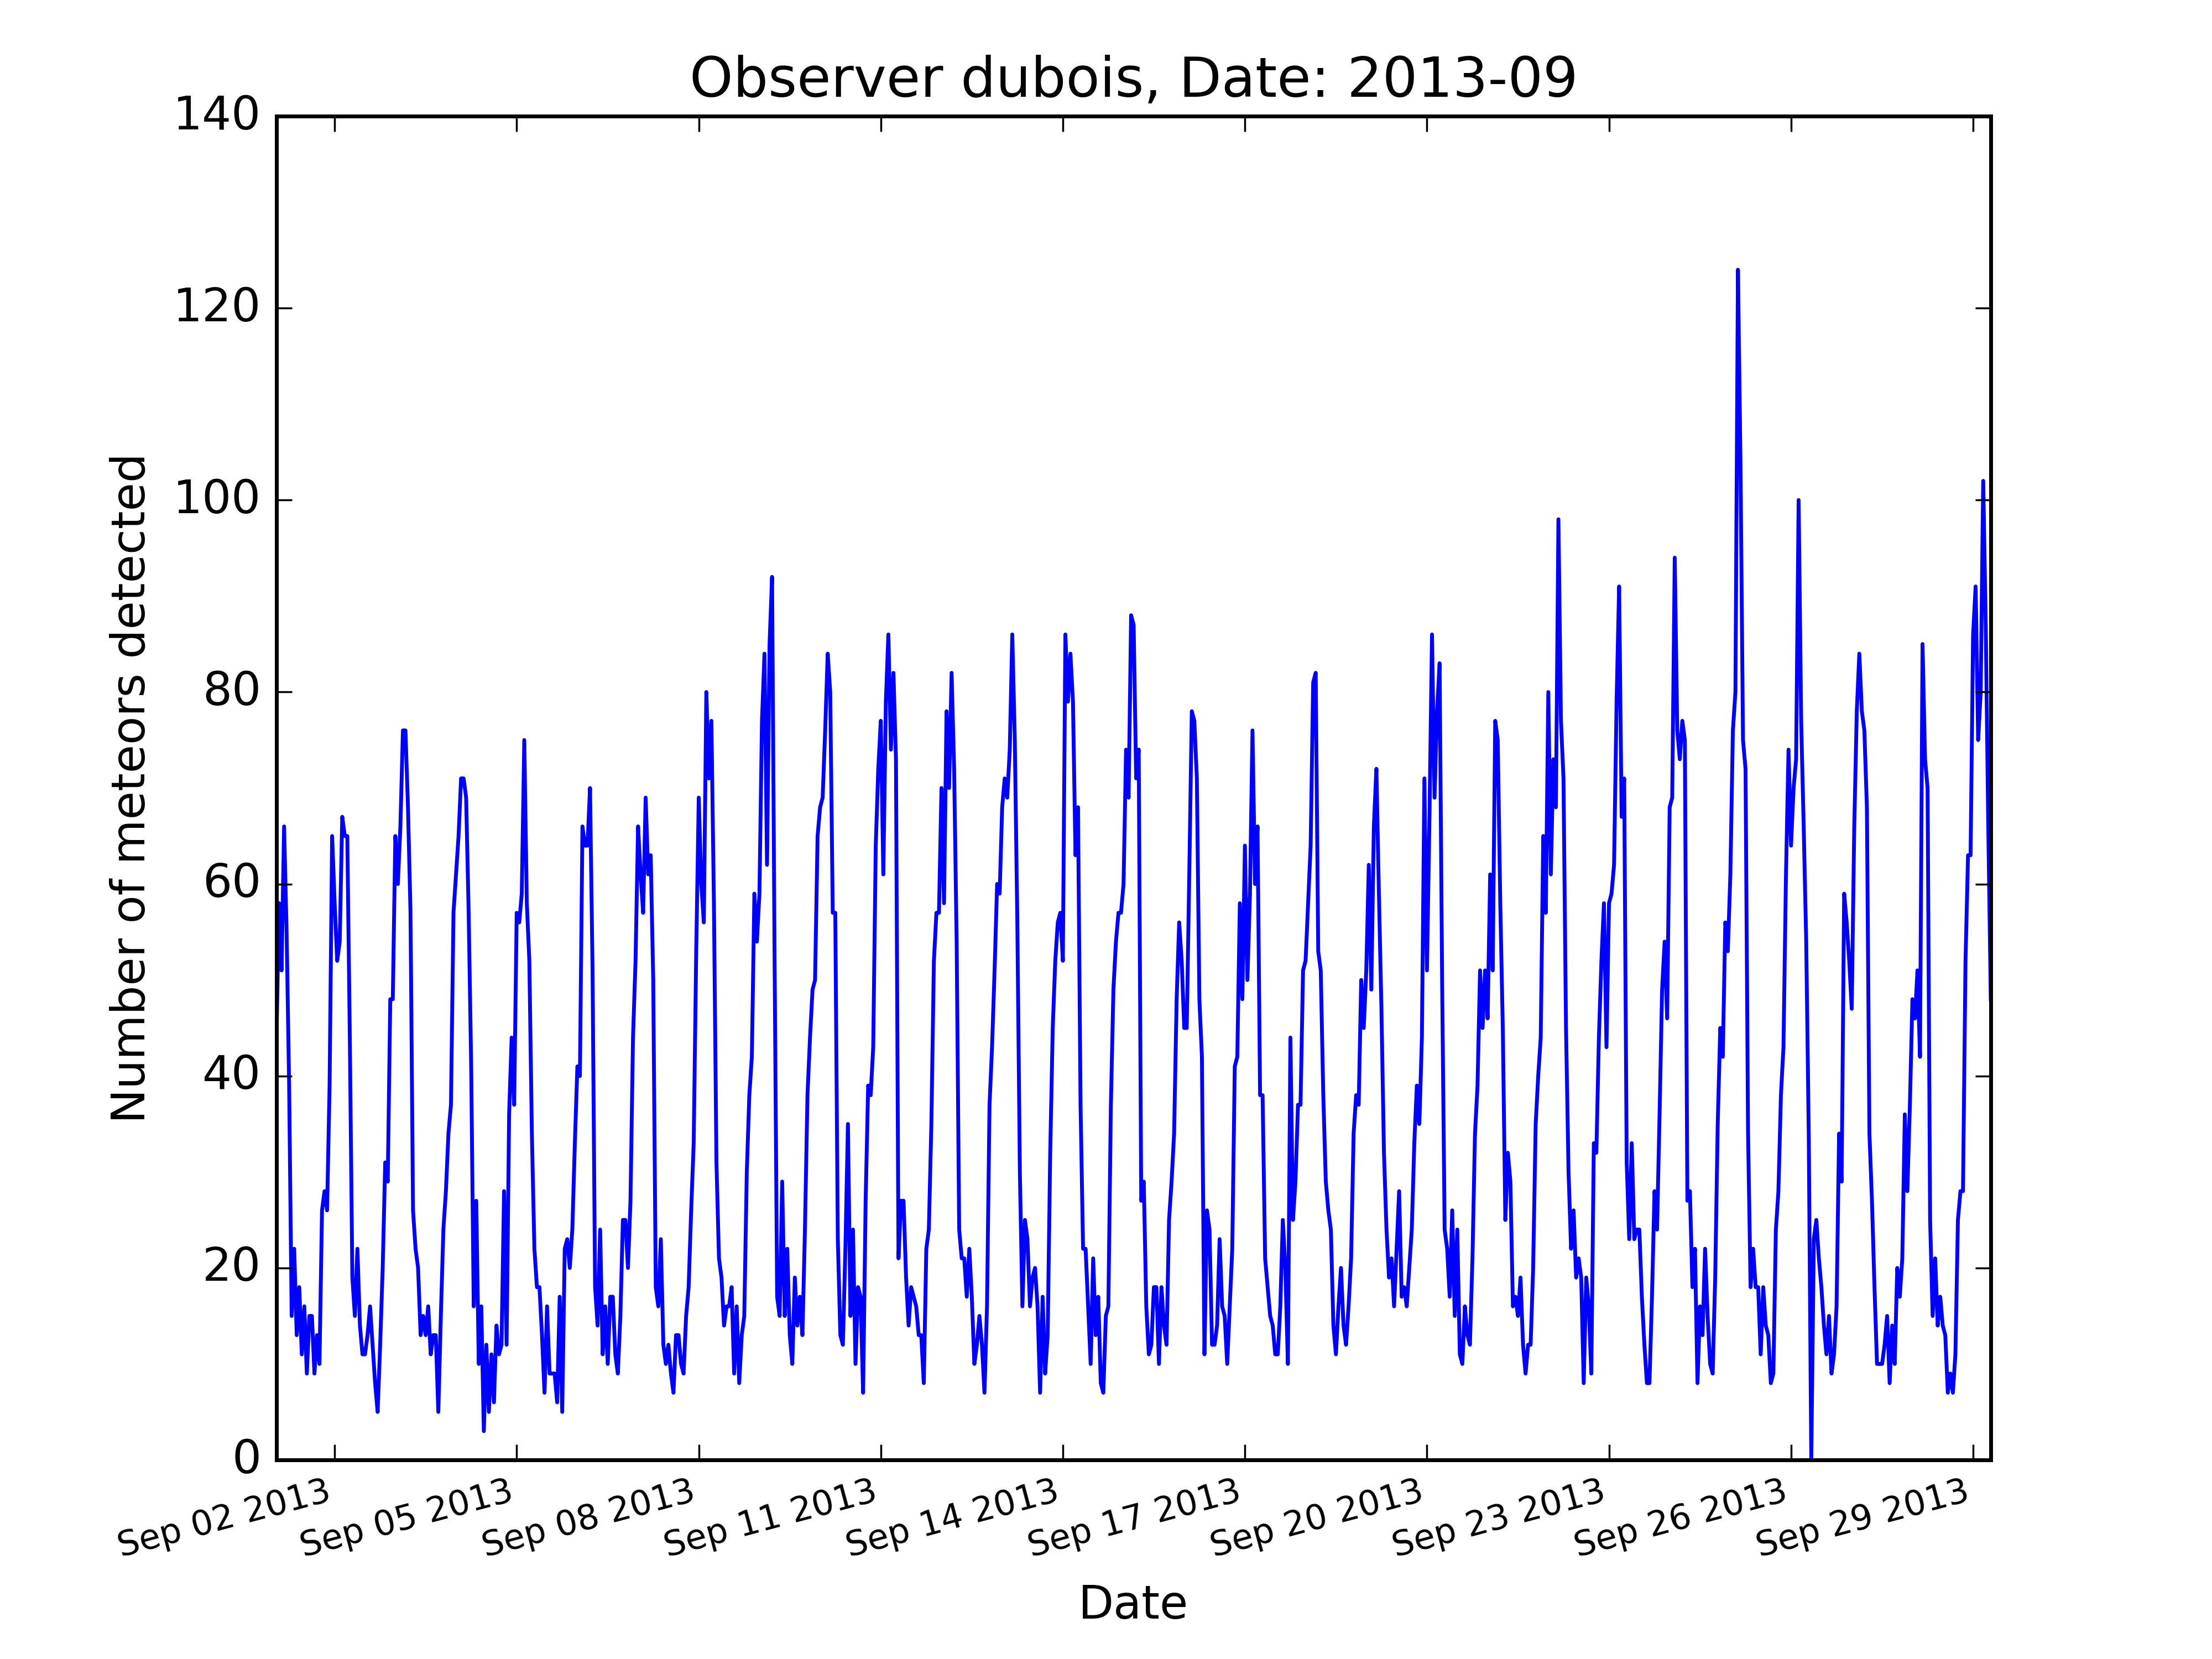 Observer dubois, Date: 2013-09
140
120
100
80
60
40
20
0
Number of meteors detected
Sep 02 2013
Sep 05 2013
Sep 08 2013
Sep 11 2013
Sep 14 2013
Sep 17 2013
Sep 20 2013
Sep 23 2013
Sep 26 2013
Sep 29 2013
Date